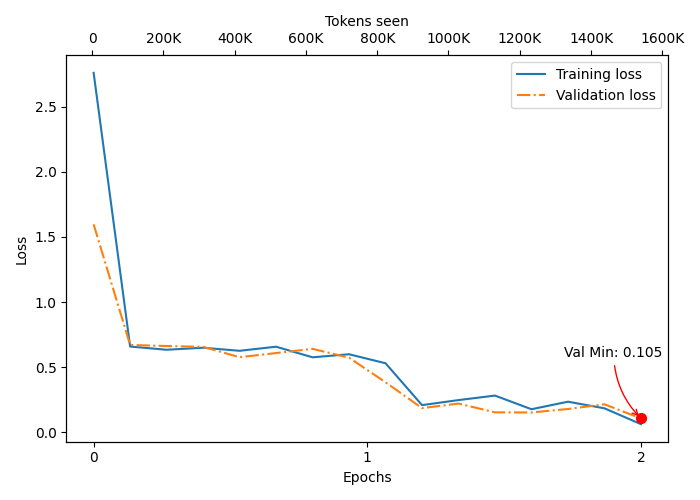 Tokens seen
0 200K 400K 600K 800K 1000K 1200K 1400K 1600K
Training loss
Validation loss
2.5
2.0
1.5
1.0
0.5
0.0
Loss
Val Min: 0.105
0 1 2
Epochs